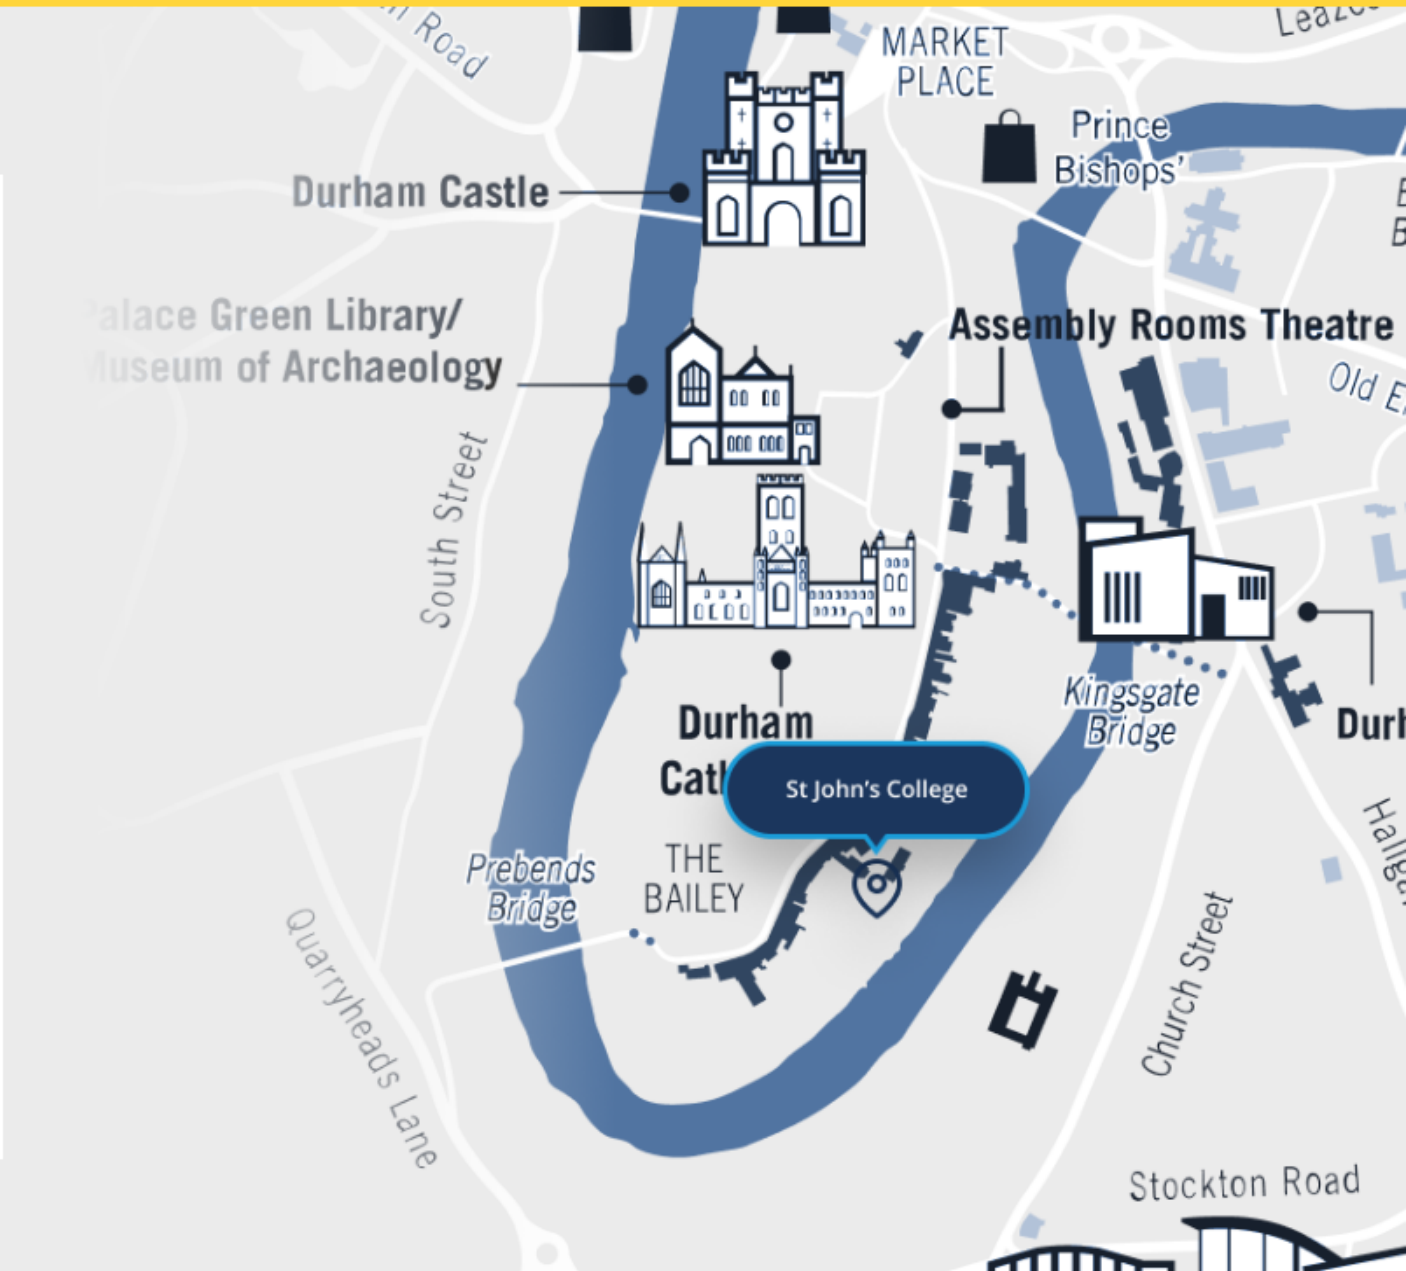 Road
Leazes
MARKET
PLACE
Prince
Bishops'
Durham Castle
Palace Green Library/
Museum of Archaeology
Assembly Rooms Theatre
Old
South Street
Kingsgate
Bridge
Durham
St John's College
THE
BAILEY
Prebends
Bridge
Quarryheads Lane
Church Street
Stockton Road